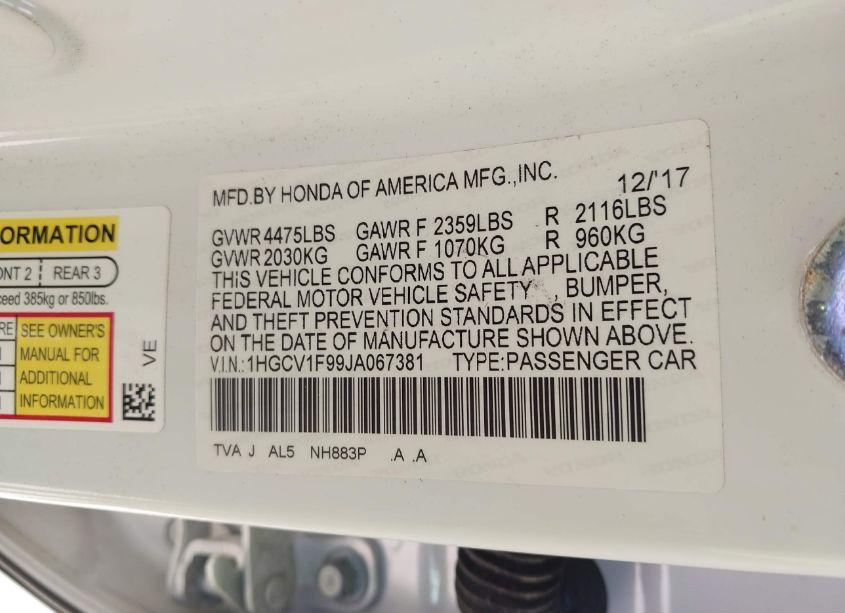 ORMATION
ONT 2 REAR 3
ceed 385kg or 850lbs.
RE SEE OWNER'S
MANUAL FOR
ADDITIONAL
INFORMATION
VE
MFD.BY HONDA OF AMERICA MFG.,INC. 12/'17
GVWR 4475LBS GAWR F 2359LBS R 2116LBS
GVWR 2030KG GAWR F 1070KG R 960KG
THIS VEHICLE CONFORMS TO ALL APPLICABLE
FEDERAL MOTOR VEHICLE SAFETY , BUMPER,
AND THEFT PREVENTION STANDARDS IN EFFECT
ON THE DATE OF MANUFACTURE SHOWN ABOVE.
V.I.N.: 1HGCV1F99JA067381 TYPE:PASSENGER CAR
TVA J AL5 NH883P .A .A